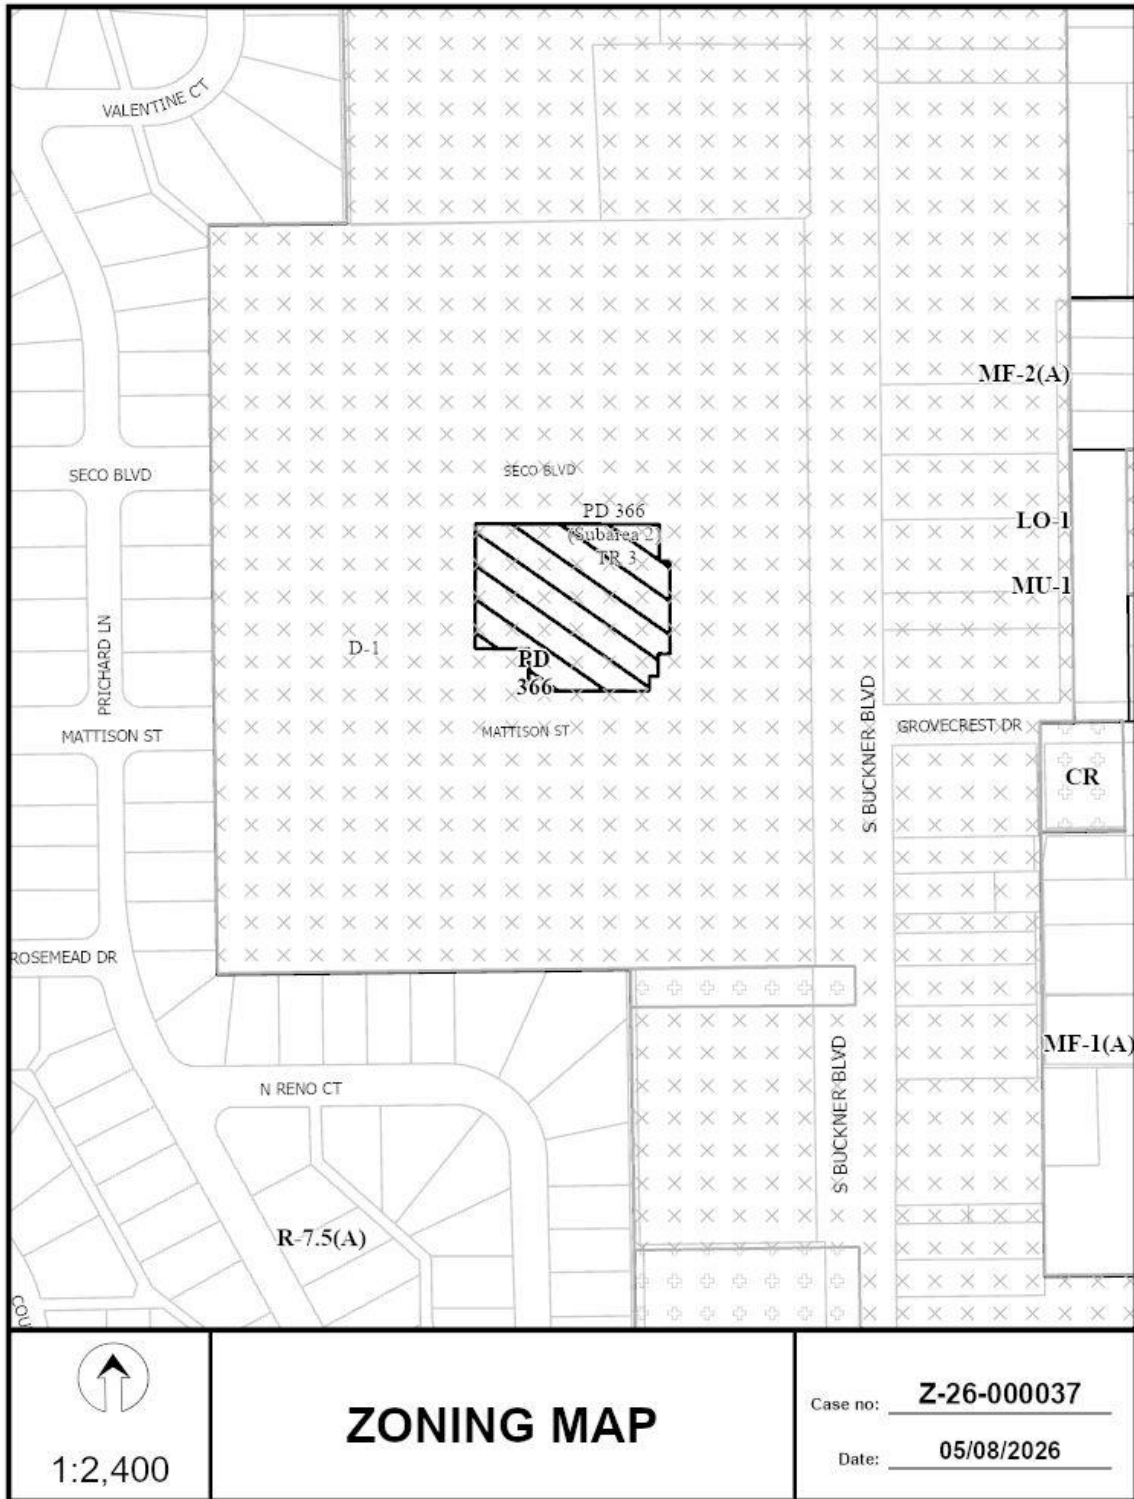 VALENTINE CT
MF-2(A)
SECO BLVD
SECO BLVD
PD 366
(Subarea 2)
TR 3
LO-1
MU-1
PRICHARD LN
D-1
PD
366
MATTISON ST
MATTISON ST
S BUCKNER BLVD
GROVECREST DR
CR
ROSEMEAD DR
MF-1(A)
N RENO CT
S BUCKNER BLVD
R-7.5(A)
COU
1:2,400
ZONING MAP
Case no: Z-26-000037
Date: 05/08/2026